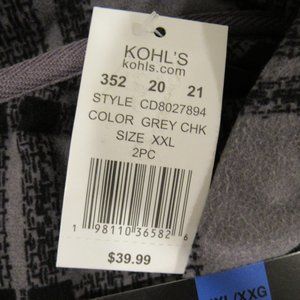 KOHL'S
kohls.com
352 20 21
STYLE CD8027894
COLOR GREY CHK
SIZE XXL
2PC
1 98110 36582 6
$39.99
/XXG